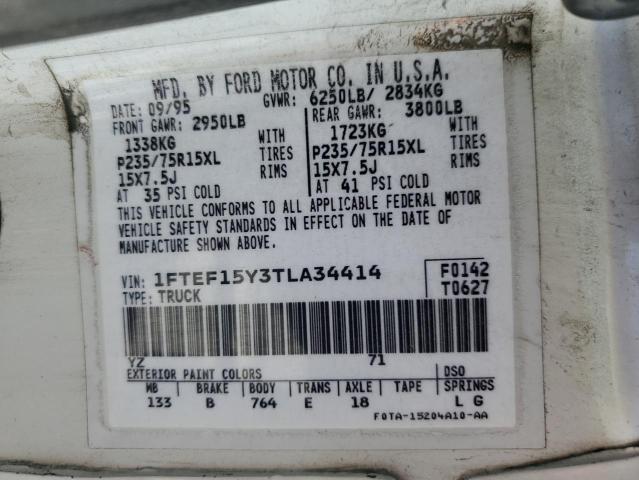 MFD. BY FORD MOTOR CO. IN U.S.A.
DATE: 09/95 GVWR: 6250LB/ 2834KG
FRONT GAWR: 2950LB REAR GAWR: 3800LB
1338KG WITH 1723KG WITH
P235/75R15XL TIRES P235/75R15XL TIRES
15X7.5J RIMS 15X7.5J RIMS
AT 35 PSI COLD AT 41 PSI COLD
THIS VEHICLE CONFORMS TO ALL APPLICABLE FEDERAL MOTOR
VEHICLE SAFETY STANDARDS IN EFFECT ON THE DATE OF
MANUFACTURE SHOWN ABOVE.
VIN: 1FTEF15Y3TLA34414 F0142
TYPE: TRUCK T0627
YZ 71
EXTERIOR PAINT COLORS DSO
WB BRAKE BODY TRANS AXLE TAPE SPRINGS
133 B 764 E 18 L G
F0TA-15204A10-AA